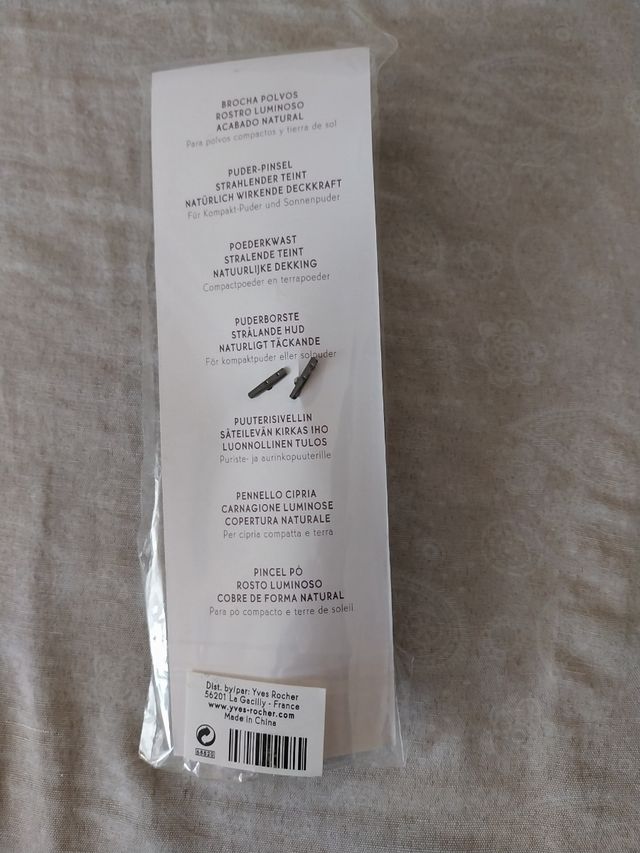 BROCHA POLVOS
ROSTRO LUMINOSO
ACABADO NATURAL
Para polvos compactos y tierra de sol
PUDER-PINSEL
STRAHLENDER TEINT
NATÜRLICH WIRKENDE DECKKRAFT
Für Kompakt-Puder und Sonnenpuder
POEDERKWAST
STRALENDE TEINT
NATUURLIJKE DEKKING
Compactpoeder en terrapoeder
PUDERBORSTE
STRÅLANDE HUD
NATURLIGT TÄCKANDE
För kompaktpuder eller solpuder
PUUTERISIVELLIN
SÄTEILEVÄN KIRKAS IHO
LUONNOLLINEN TULOS
Puriste- ja aurinkopuuterille
PENNELLO CIPRIA
CARNAGIONE LUMINOSE
COPERTURA NATURALE
Per cipria compatta e terra
PINCEL PÓ
ROSTO LUMINOSO
COBRE DE FORMA NATURAL
Para pó compacto e terre de soleil
Dist. by/par: Yves Rocher
56201 La Gacilly - France
www.yves-rocher.com
Made in China